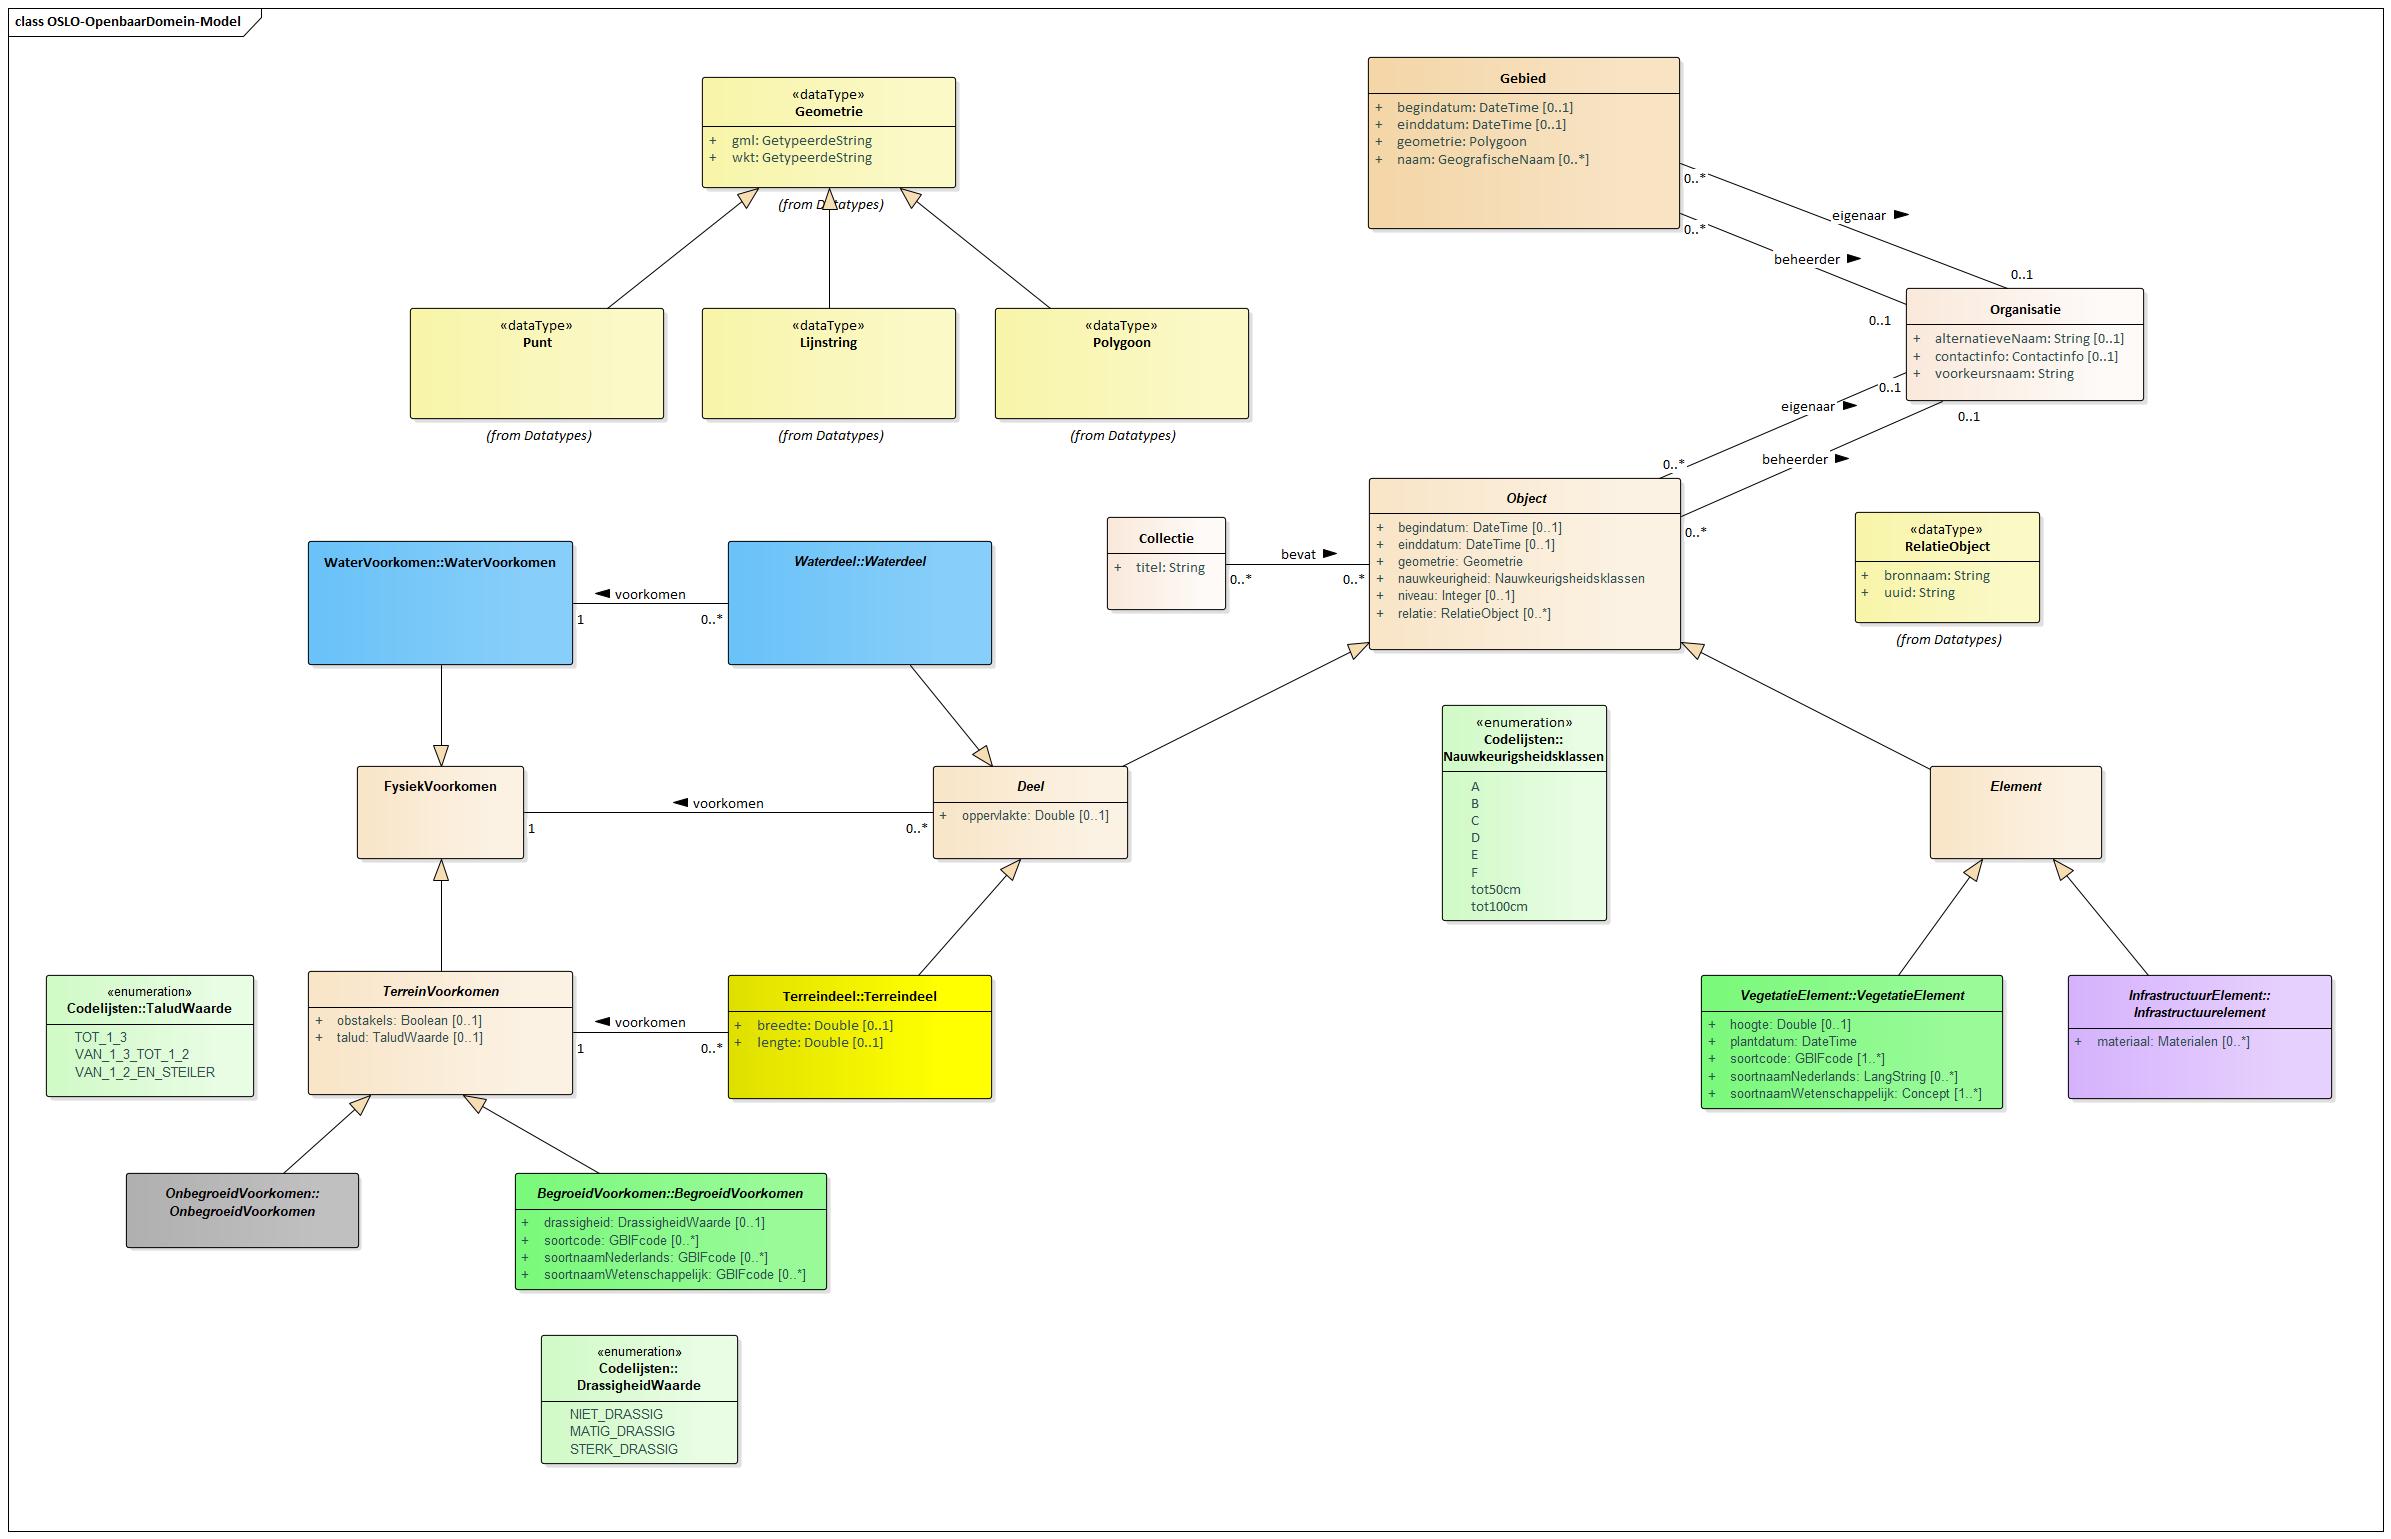 class OSLO-OpenbaarDomein-Model
«dataType»
Geometrie
+ gml: GetypeerdeString
+ wkt: GetypeerdeString
(from Datatypes)
Gebied
+ begindatum: DateTime [0..1]
+ einddatum: DateTime [0..1]
+ geometrie: Polygoon
+ naam: GeografischeNaam [0..*]
0..*
eigenaar
0..1
0..*
beheerder
0..1
«dataType»
Punt
(from Datatypes)
«dataType»
Lijnstring
(from Datatypes)
«dataType»
Polygoon
(from Datatypes)
Organisatie
+ alternatieveNaam: String [0..1]
+ contactinfo: Contactinfo [0..1]
+ voorkeursnaam: String
0..1
eigenaar
0..*
0..1
beheerder
0..*
Object
+ begindatum: DateTime [0..1]
+ einddatum: DateTime [0..1]
+ geometrie: Geometrie
+ nauwkeurigheid: Nauwkeurigsheidsklassen
+ niveau: Integer [0..1]
+ relatie: RelatieObject [0..*]
Collectie
+ titel: String
bevat
0..*
0..*
«dataType»
RelatieObject
+ bronnaam: String
+ uuid: String
(from Datatypes)
WaterVoorkomen::WaterVoorkomen
voorkomen
1
0..*
Waterdeel::Waterdeel
«enumeration»
Codelijsten::
Nauwkeurigsheidsklassen
A
B
C
D
E
F
tot50cm
tot100cm
FysiekVoorkomen
voorkomen
1
0..*
Deel
+ oppervlakte: Double [0..1]
Element
«enumeration»
Codelijsten::TaludWaarde
TOT_1_3
VAN_1_3_TOT_1_2
VAN_1_2_EN_STEILER
TerreinVoorkomen
+ obstakels: Boolean [0..1]
+ talud: TaludWaarde [0..1]
voorkomen
1
0..*
Terreindeel::Terreindeel
+ breedte: Double [0..1]
+ lengte: Double [0..1]
VegetatieElement::VegetatieElement
+ hoogte: Double [0..1]
+ plantdatum: DateTime
+ soortcode: GBIFcode [1..*]
+ soortnaamNederlands: LangString [0..*]
+ soortnaamWetenschappelijk: Concept [1..*]
InfrastructuurElement::
Infrastructuurelement
+ materiaal: Materialen [0..*]
OnbegroeidVoorkomen::
OnbegroeidVoorkomen
BegroeidVoorkomen::BegroeidVoorkomen
+ drassigheid: DrassigheidWaarde [0..1]
+ soortcode: GBIFcode [0..*]
+ soortnaamNederlands: GBIFcode [0..*]
+ soortnaamWetenschappelijk: GBIFcode [0..*]
«enumeration»
Codelijsten::
DrassigheidWaarde
NIET_DRASSIG
MATIG_DRASSIG
STERK_DRASSIG